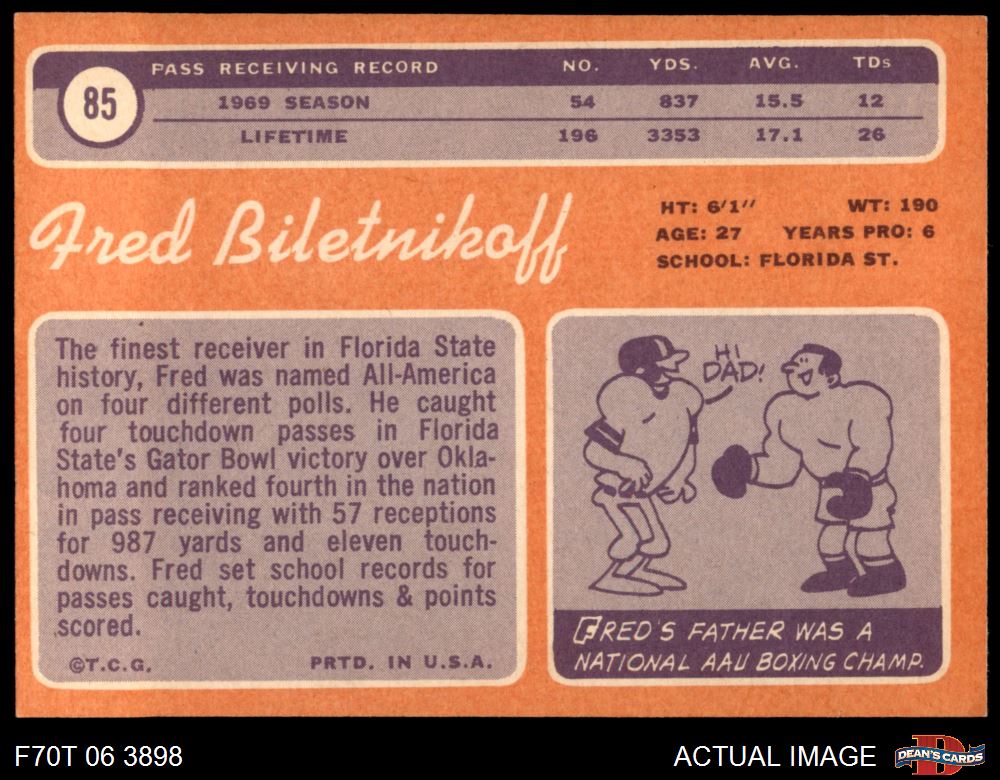 85
PASS RECEIVING RECORD NO. YDS. AVG. TDs
1969 SEASON 54 837 15.5 12
LIFETIME 196 3353 17.1 26
Fred Biletnikoff
HT: 6'1" WT: 190
AGE: 27 YEARS PRO: 6
SCHOOL: FLORIDA ST.
The finest receiver in Florida State
history, Fred was named All-America
on four different polls. He caught
four touchdown passes in Florida
State's Gator Bowl victory over Okla-
homa and ranked fourth in the nation
in pass receiving with 57 receptions
for 987 yards and eleven touch-
downs. Fred set school records for
passes caught, touchdowns & points
scored.
©T.C.G. PRTD. IN U.S.A.
HI
DAD!
FRED'S FATHER WAS A
NATIONAL AAU BOXING CHAMP.
F70T 06 3898 ACTUAL IMAGE
D
DEAN'S CARDS